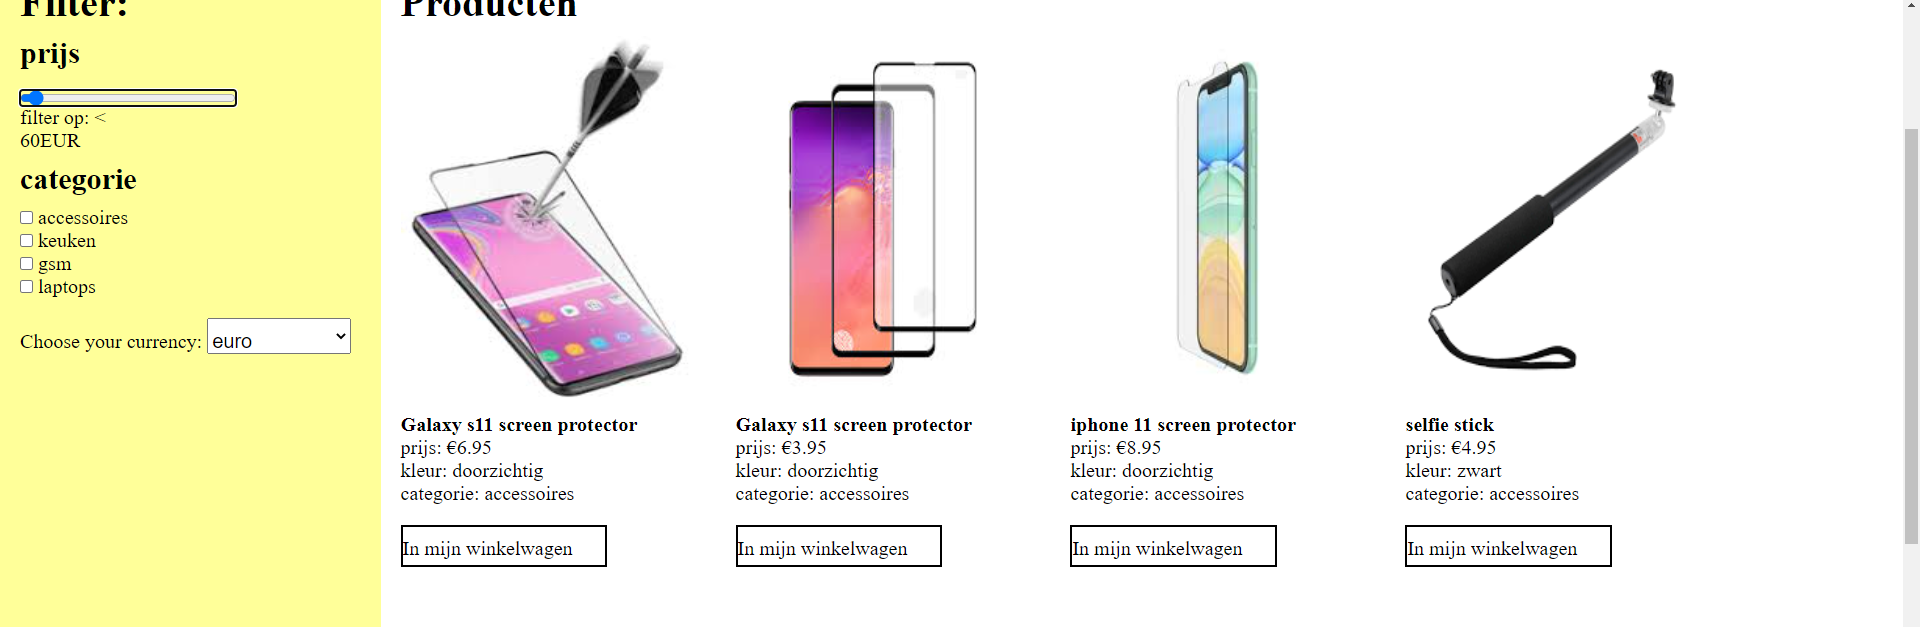 Filter:
prijs
filter op: <
60EUR
categorie
accessoires
keuken
gsm
laptops
Choose your currency: euro
Producten
Galaxy s11 screen protector
prijs: €6.95
kleur: doorzichtig
categorie: accessoires
In mijn winkelwagen
Galaxy s11 screen protector
prijs: €3.95
kleur: doorzichtig
categorie: accessoires
In mijn winkelwagen
iphone 11 screen protector
prijs: €8.95
kleur: doorzichtig
categorie: accessoires
In mijn winkelwagen
selfie stick
prijs: €4.95
kleur: zwart
categorie: accessoires
In mijn winkelwagen